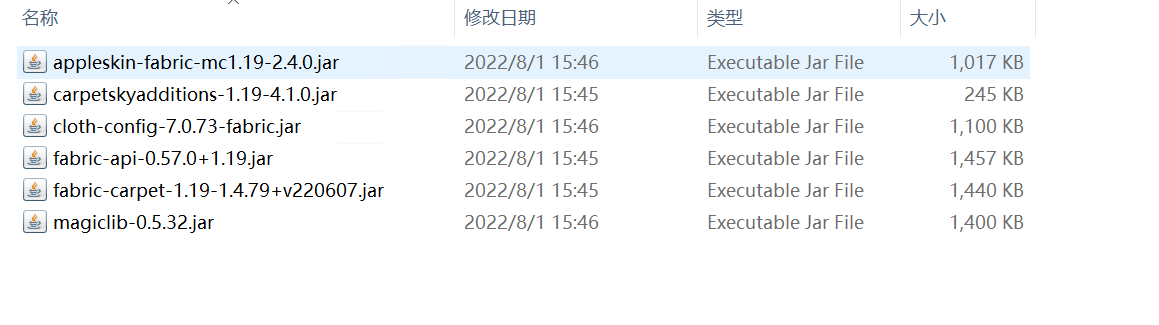 名称 修改日期 类型 大小
appleskin-fabric-mc1.19-2.4.0.jar 2022/8/1 15:46 Executable Jar File 1,017 KB
carpetskyadditions-1.19-4.1.0.jar 2022/8/1 15:45 Executable Jar File 245 KB
cloth-config-7.0.73-fabric.jar 2022/8/1 15:46 Executable Jar File 1,100 KB
fabric-api-0.57.0+1.19.jar 2022/8/1 15:45 Executable Jar File 1,457 KB
fabric-carpet-1.19-1.4.79+v220607.jar 2022/8/1 15:45 Executable Jar File 1,440 KB
magiclib-0.5.32.jar 2022/8/1 15:46 Executable Jar File 1,400 KB